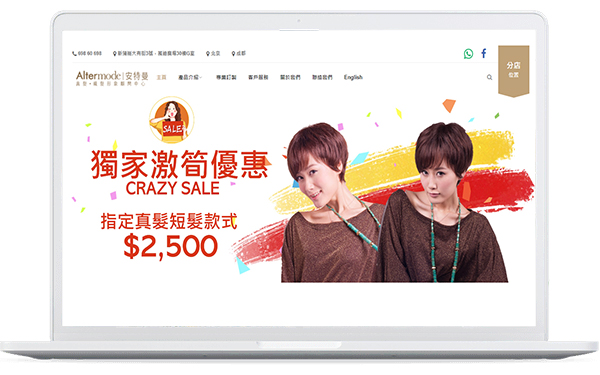 Altermode | 安特曼
主頁
產品介紹
專業訂製
客戶服務
關於我們
聯絡我們
English
分店
位置
SALE
獨家激筍優惠
CRAZY SALE
指定真髮短髮款式
$2,500